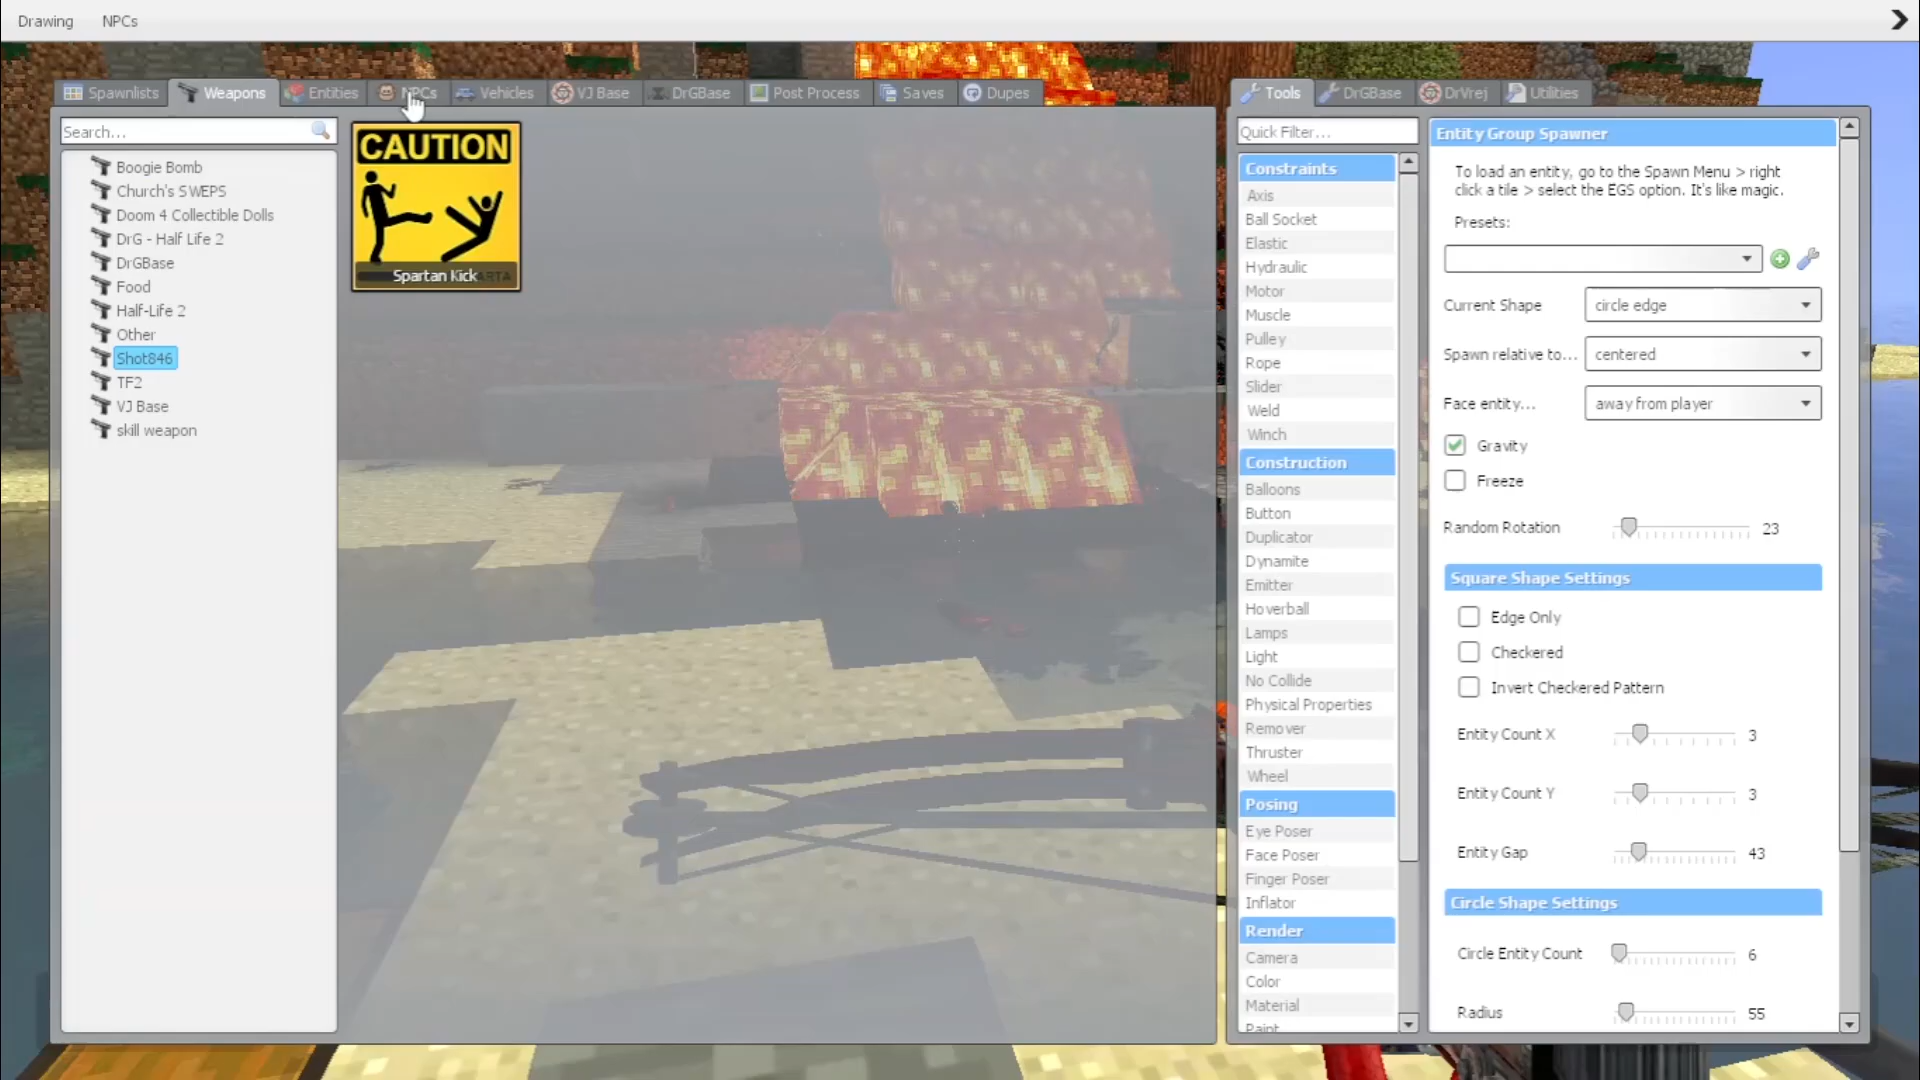 Drawing NPCs
Spawnlists Weapons Entities NPCs Vehicles VJ Base DrGBase Post Process Saves Dupes
Search...
Boogie Bomb
Church's SWEPS
Doom 4 Collectible Dolls
DrG - Half Life 2
DrGBase
Food
Half-Life 2
Other
Shot846
TF2
VJ Base
skill weapon
CAUTION
Spartan Kick
Tools DrGBase DrVrej Utilities
Quick Filter...
Constraints
Axis
Ball Socket
Elastic
Hydraulic
Motor
Muscle
Pulley
Rope
Slider
Weld
Winch
Construction
Balloons
Button
Duplicator
Dynamite
Emitter
Hoverball
Lamps
Light
No Collide
Physical Properties
Remover
Thruster
Wheel
Posing
Eye Poser
Face Poser
Finger Poser
Inflator
Render
Camera
Color
Material
Paint
Entity Group Spawner
To load an entity, go to the Spawn Menu > right
click a tile > select the EGS option. It's like magic.
Presets:
Current Shape circle edge
Spawn relative to... centered
Face entity... away from player
Gravity
Freeze
Random Rotation 23
Square Shape Settings
Edge Only
Checkered
Invert Checkered Pattern
Entity Count X 3
Entity Count Y 3
Entity Gap 43
Circle Shape Settings
Circle Entity Count 6
Radius 55